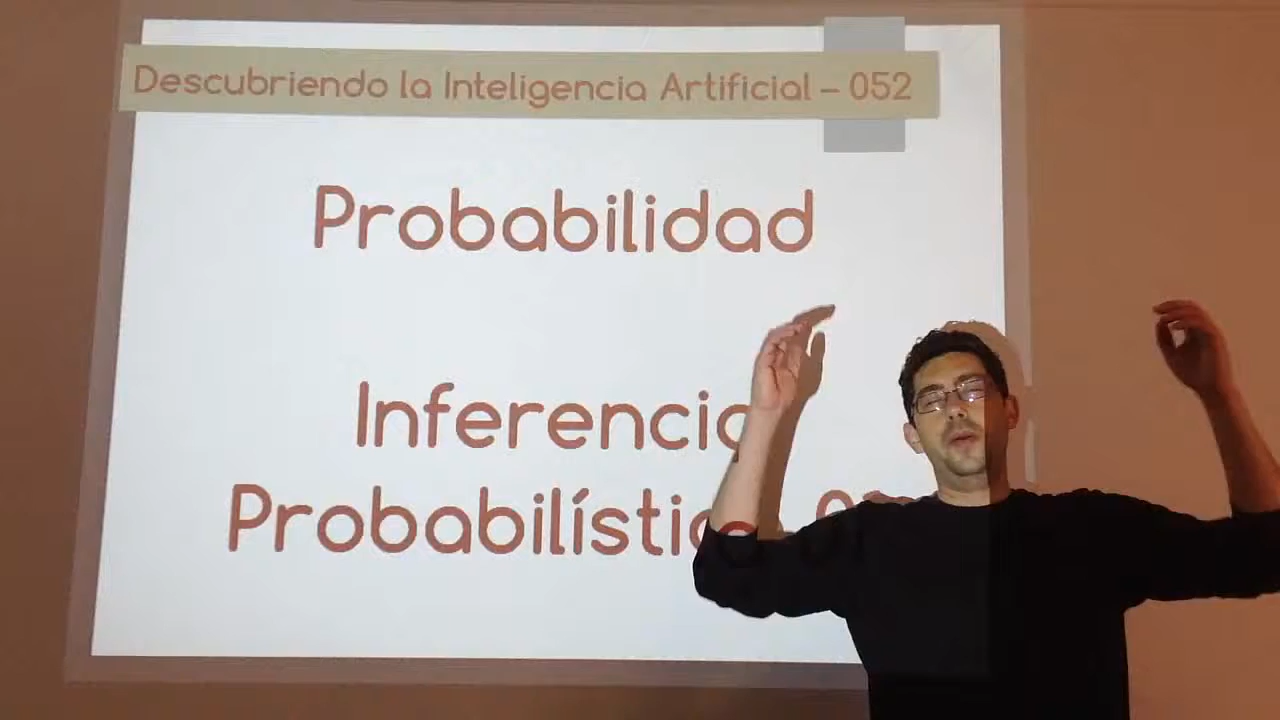 Descubriendo la Inteligencia Artificial – 052
Probabilidad
Inferencia
Probabilística